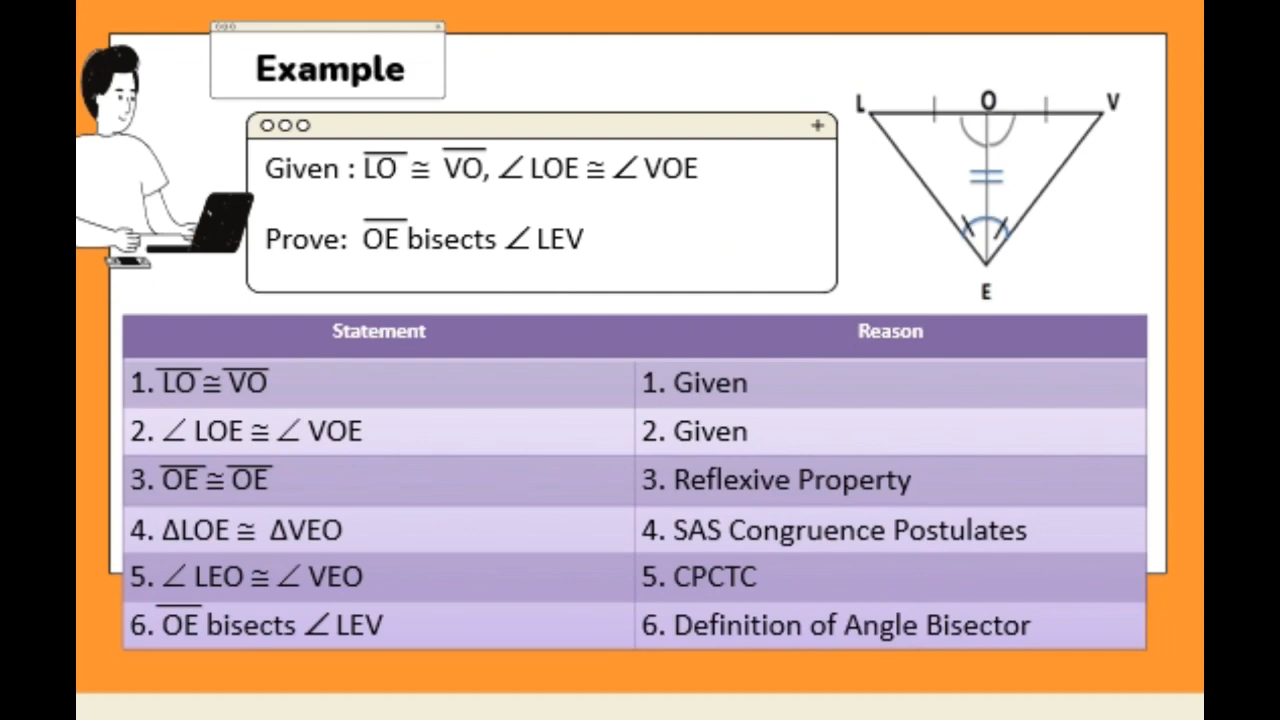 Example
Given : LO ≅ VO, ∠LOE ≅ ∠VOE
Prove: OE bisects ∠LEV
L
O
V
E
Statement
Reason
1. LO ≅ VO
1. Given
2. ∠ LOE ≅ ∠ VOE
2. Given
3. OE ≅ OE
3. Reflexive Property
4. ΔLOE ≅ ΔVEO
4. SAS Congruence Postulates
5. ∠ LEO ≅ ∠ VEO
5. CPCTC
6. OE bisects ∠LEV
6. Definition of Angle Bisector